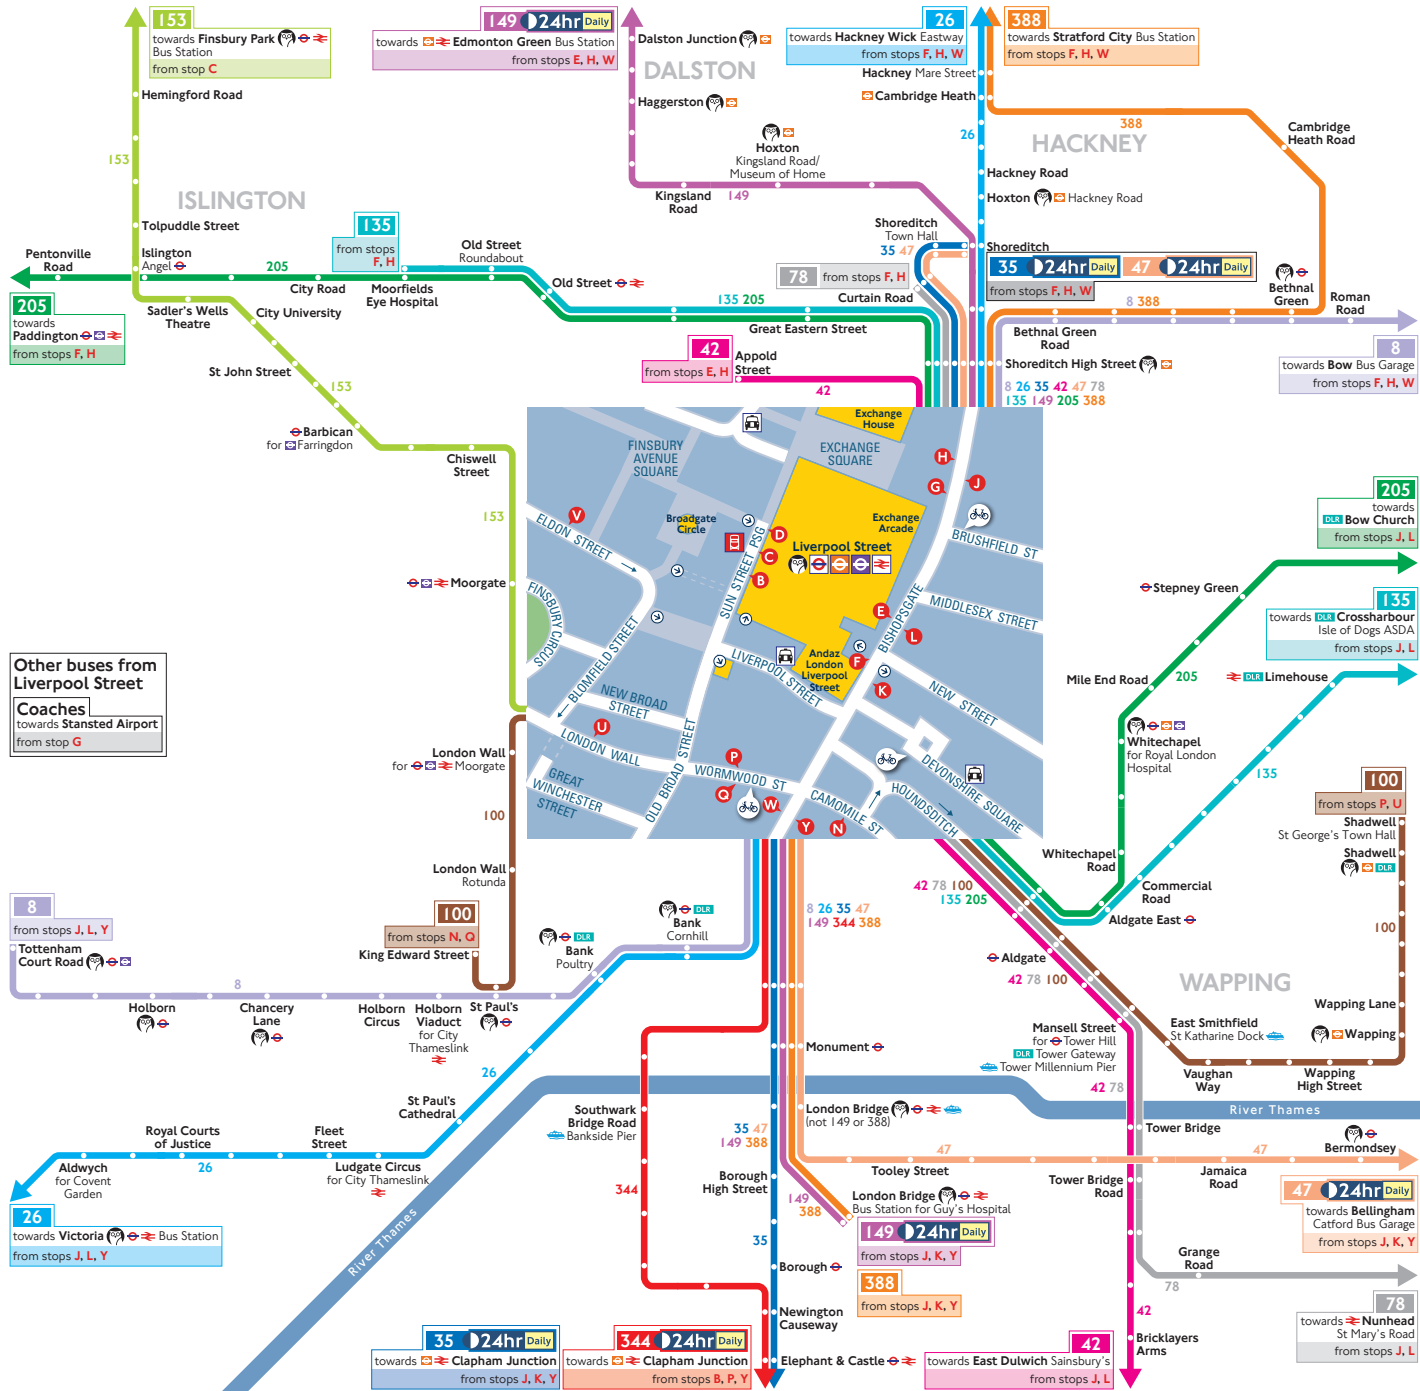 153
towards Finsbury Park
Bus Station
from stop C
Hemingford Road
153
ISLINGTON
Tolpuddle Street
Pentonville
Road
Islington
Angel
205
205
towards
Paddington
from stops F, H
City Road
Sadler's Wells
Theatre
City University
St John Street
153
Barbican
for Farringdon
Chiswell
Street
153
Moorgate
135
from stops
F, H
Moorfields
Eye Hospital
Old Street
Roundabout
Old Street
135 205
Great Eastern Street
149 24hr Daily
towards Edmonton Green Bus Station
from stops E, H, W
Dalston Junction
DALSTON
Haggerston
Hoxton
Kingsland Road/
Museum of Home
Kingsland
Road
149
26
towards Hackney Wick Eastway
from stops F, H, W
Hackney Mare Street
Cambridge Heath
26
388
towards Stratford City Bus Station
from stops F, H, W
388
HACKNEY
Cambridge
Heath Road
Hackney Road
Hoxton Hackney Road
Shoreditch
Town Hall
35 47
Shoreditch
35 24hr Daily 47 24hr Daily
from stops F, H, W
78 from stops F, H
Curtain Road
Bethnal
Green
Roman
Road
8 388
Bethnal Green
Road
8
towards Bow Bus Garage
from stops F, H, W
Shoreditch High Street
8 26 35 42 47 78
135 149 205 388
42
from stops E, H
Appold
Street
42
Exchange
House
FINSBURY
AVENUE
SQUARE
EXCHANGE
SQUARE
H
G
J
V
Broadgate
Circle
Exchange
Arcade
ELDON STREET
BRUSHFIELD ST
D
C
B
Liverpool Street
SUN STREET PSG
FINSBURY CIRCUS
BLOMFIELD STREET
MIDDLESEX STREET
BISHOPSGATE
E
L
F
K
Andaz
London
Liverpool
Street
LIVERPOOL STREET
NEW STREET
NEW BROAD
STREET
U
LONDON WALL
GREAT
WINCHESTER
STREET
OLD BROAD STREET
P
WORMWOOD ST
Q
W
Y
N
CAMOMILE ST
HOUNDSDITCH
DEVONSHIRE SQUARE
Other buses from
Liverpool Street
Coaches
towards Stansted Airport
from stop G
London Wall
for Moorgate
100
London Wall
Rotunda
100
from stops N, Q
King Edward Street
8
from stops J, L, Y
Tottenham
Court Road
8
Holborn
Chancery
Lane
Holborn
Circus
Holborn
Viaduct
for City
Thameslink
St Paul's
DLR
Bank
Poultry
DLR
Bank
Cornhill
26
St Paul's
Cathedral
Royal Courts
of Justice
Fleet
Street
26
Aldwych
for Covent
Garden
Ludgate Circus
for City Thameslink
26
towards Victoria Bus Station
from stops J, L, Y
River Thames
8 26 35 47
149 344 388
Monument
Southwark
Bridge Road
Bankside Pier
344
London Bridge
(not 149 or 388)
35 47
149 388
Borough
High Street
Tooley Street
47
149
388
London Bridge
Bus Station for Guy's Hospital
149 24hr Daily
from stops J, K, Y
388
from stops J, K, Y
35
Borough
Newington
Causeway
Elephant & Castle
35 24hr Daily
towards Clapham Junction
from stops J, K, Y
344 24hr Daily
towards Clapham Junction
from stops B, P, Y
205
towards
DLR Bow Church
from stops J, L
Stepney Green
135
towards DLR Crossharbour
Isle of Dogs ASDA
from stops J, L
205
Mile End Road
DLR Limehouse
Whitechapel
for Royal London
Hospital
135
100
from stops P, U
Shadwell
St George's Town Hall
Shadwell
DLR
100
Whitechapel
Road
Commercial
Road
Aldgate East
42 78 100
135 205
Aldgate
42 78 100
WAPPING
Wapping Lane
Wapping
East Smithfield
St Katharine Dock
Vaughan
Way
Wapping
High Street
Mansell Street
for Tower Hill
DLR Tower Gateway
Tower Millennium Pier
42 78
River Thames
Tower Bridge
Bermondsey
47
Tower Bridge
Road
Jamaica
Road
47 24hr Daily
towards Bellingham
Catford Bus Garage
from stops J, K, Y
Grange
Road
78
78
towards Nunhead
St Mary's Road
from stops J, L
42
Bricklayers
Arms
42
towards East Dulwich Sainsbury's
from stops J, L